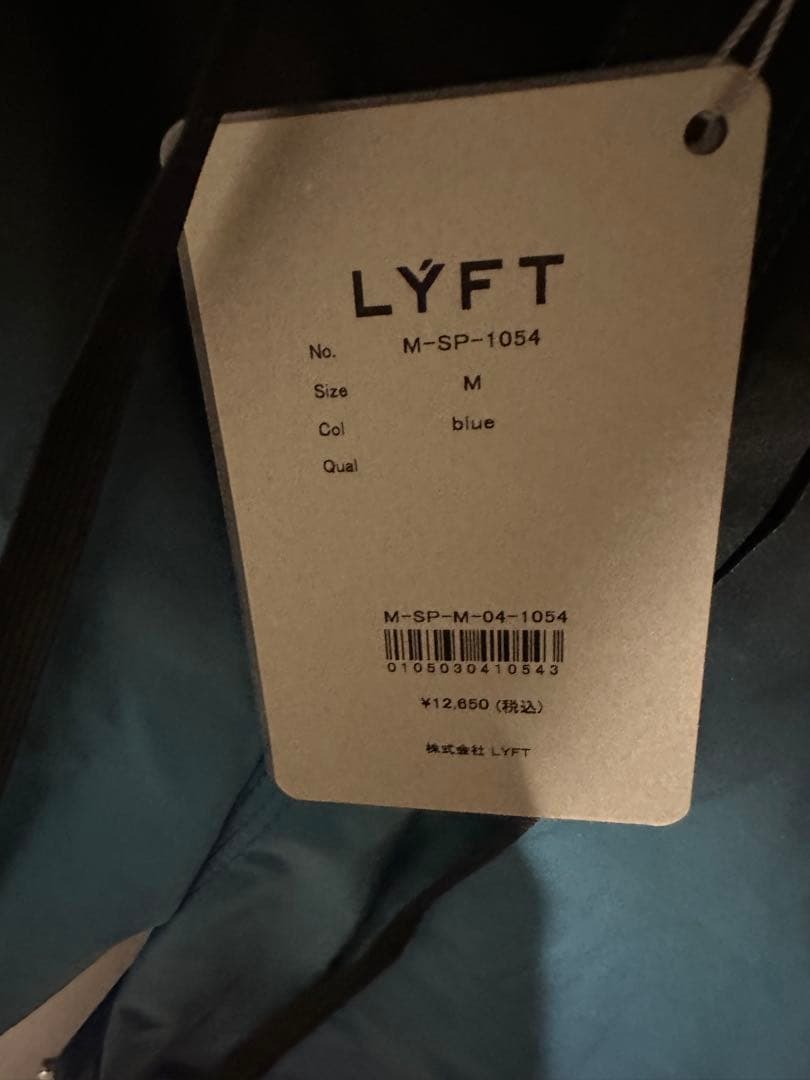 LÝFT
No. M-SP-1054
Size M
Col blue
Qual
M-SP-M-04-1054
0105030410543
¥12,650 (税込)
株式会社 LÝFT